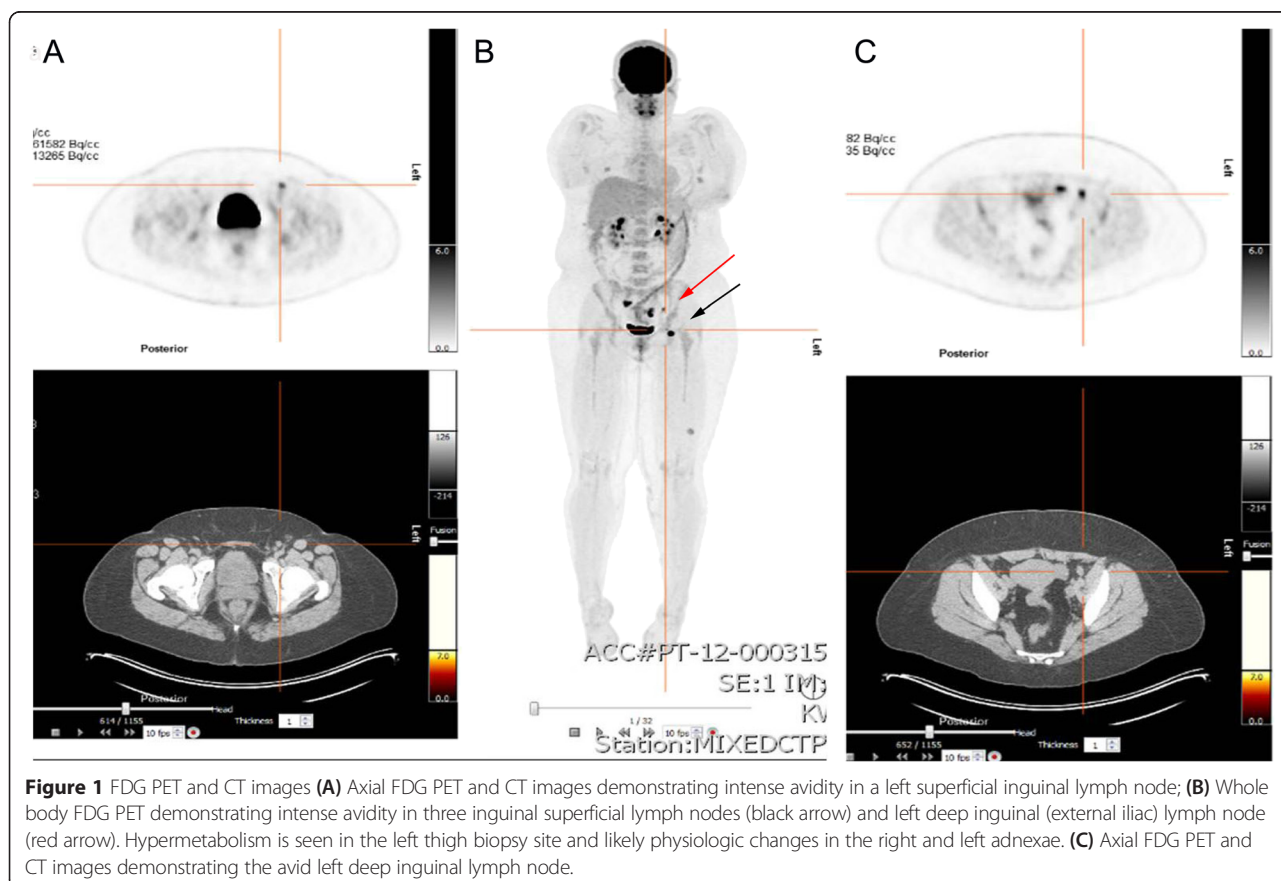 A
B
C
/cc
61582 Bq/cc
13265 Bq/cc
Left
6.0
0.0
Posterior
Left
82 Bq/cc
35 Bq/cc
Left
6.0
0.0
Posterior
126
-214
Left
Fusion
7.0
0.0
Posterior
Head
614 / 1155
Thickness
1
10 fps
ACC#PT-12-000315
SE:1 IM:
KV
1 / 32
10 fps
Station:MIXEDCTP
126
-214
Left
Fusion
7.0
0.0
Posterior
Head
652 / 1155
Thickness
1
10 fps
Figure 1 FDG PET and CT images (A) Axial FDG PET and CT images demonstrating intense avidity in a left superficial inguinal lymph node; (B) Whole
body FDG PET demonstrating intense avidity in three inguinal superficial lymph nodes (black arrow) and left deep inguinal (external iliac) lymph node
(red arrow). Hypermetabolism is seen in the left thigh biopsy site and likely physiologic changes in the right and left adnexae. (C) Axial FDG PET and
CT images demonstrating the avid left deep inguinal lymph node.